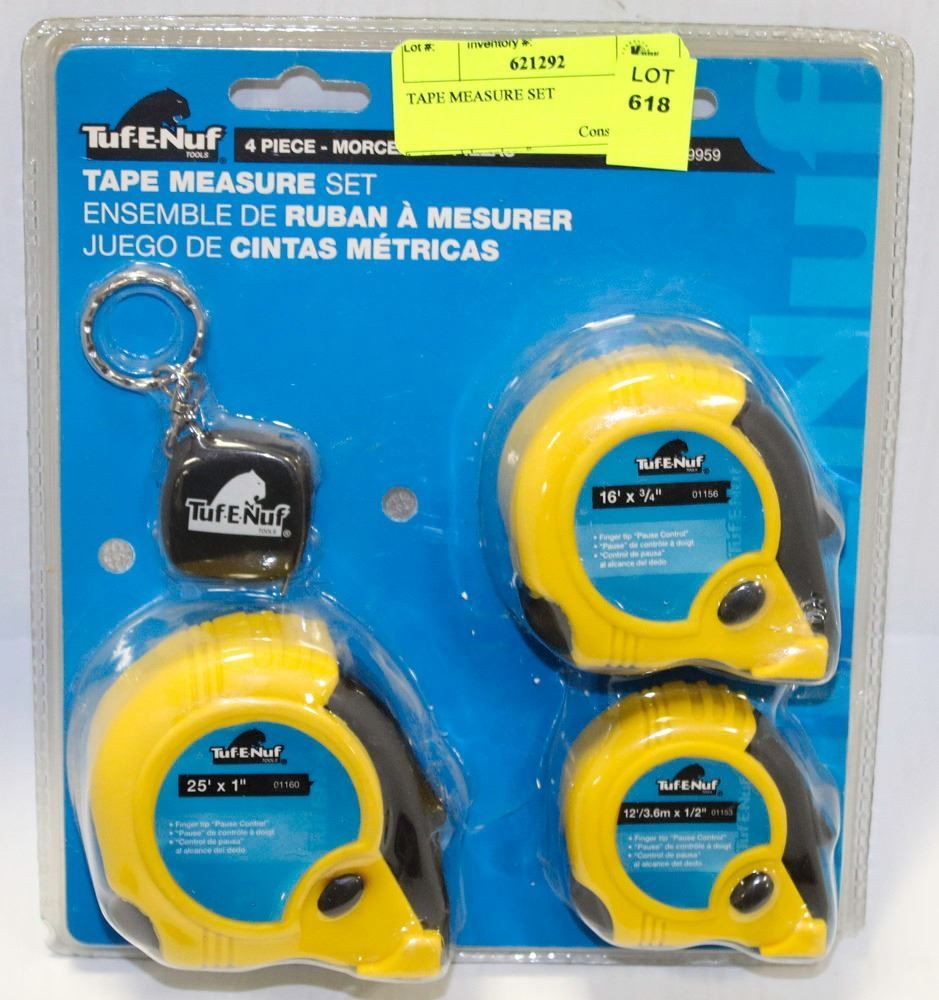 Lot #: Inventory #:
621292
TAPE MEASURE SET
Cons
LOT
618
TUF-E-NUF
TOOLS
4 PIECE - MORCE
9959
TAPE MEASURE SET
ENSEMBLE DE RUBAN À MESURER
JUEGO DE CINTAS MÉTRICAS
TUF-E-NUF
TOOLS
TUF-E-NUF
TOOLS
16' x 3/4" 01156
• Finger tip "Pause Control"
• "Pause" de contrôle à doigt
• "Control de pausa"
al alcance del dedo
TUF-E-NUF
TOOLS
25' x 1" 01160
• Finger tip "Pause Control"
• "Pause" de contrôle à doigt
• "Control de pausa"
al alcance del dedo
TUF-E-NUF
12'/3.6m x 1/2" 01153
• Finger tip "Pause Control"
• "Pause" de contrôle à doigt
• "Control de pausa"
al alcance del dedo